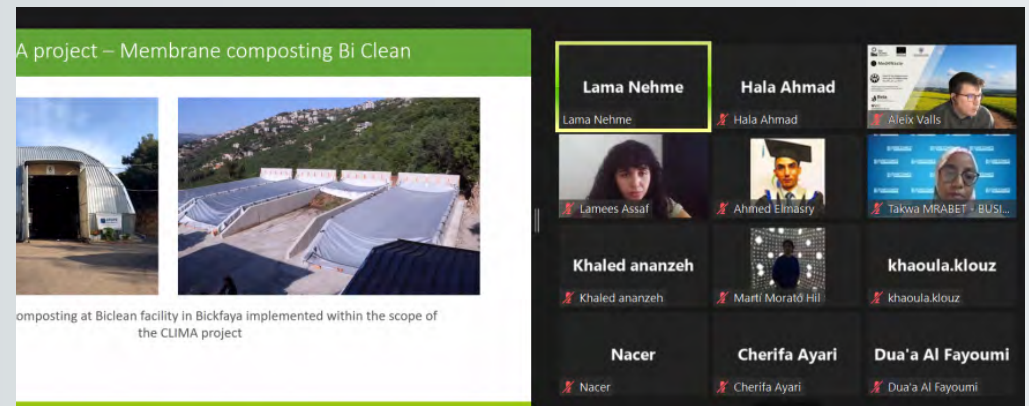 A project – Membrane composting Bi Clean
omposting at Biclean facility in Bickfaya implemented within the scope of
the CLIMA project
Lama Nehme
Lama Nehme
Hala Ahmad
Hala Ahmad
Aleix Valls
Lamees Assaf
Ahmed Elmasry
Takwa MRABET - BUSI...
Khaled ananzeh
Khaled ananzeh
Martí Morató Hil
khaoula.klouz
khaoula.klouz
Nacer
Nacer
Cherifa Ayari
Cherifa Ayari
Dua'a Al Fayoumi
Dua'a Al Fayoumi